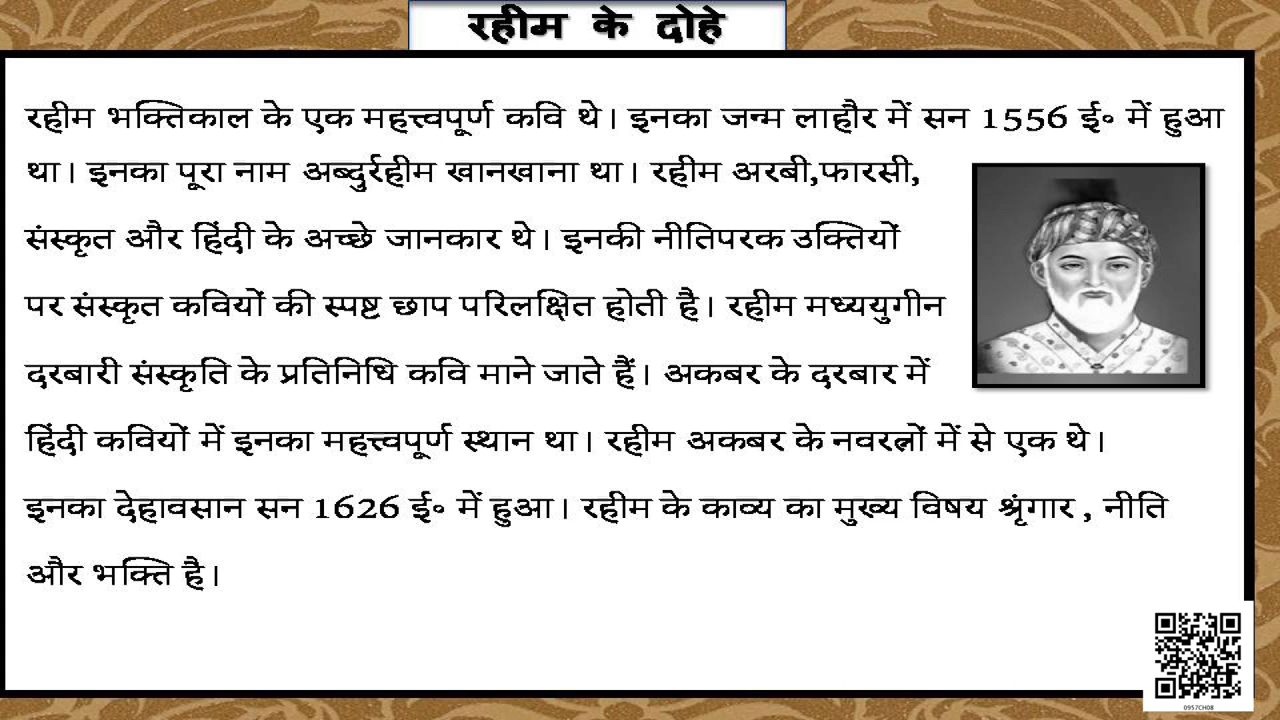 रहीम के दोहे
रहीम भक्तिकाल के एक महत्त्वपूर्ण कवि थे। इनका जन्म लाहौर में सन 1556 ई॰ में हुआ
था। इनका पूरा नाम अब्दुर्रहीम खानखाना था। रहीम अरबी,फारसी,
संस्कृत और हिंदी के अच्छे जानकार थे। इनकी नीतिपरक उक्तियों
पर संस्कृत कवियों की स्पष्ट छाप परिलक्षित होती है। रहीम मध्ययुगीन
दरबारी संस्कृति के प्रतिनिधि कवि माने जाते हैं। अकबर के दरबार में
हिंदी कवियों में इनका महत्त्वपूर्ण स्थान था। रहीम अकबर के नवरत्नों में से एक थे।
इनका देहावसान सन 1626 ई॰ में हुआ। रहीम के काव्य का मुख्य विषय श्रृंगार , नीति
और भक्ति है।
0957CH08